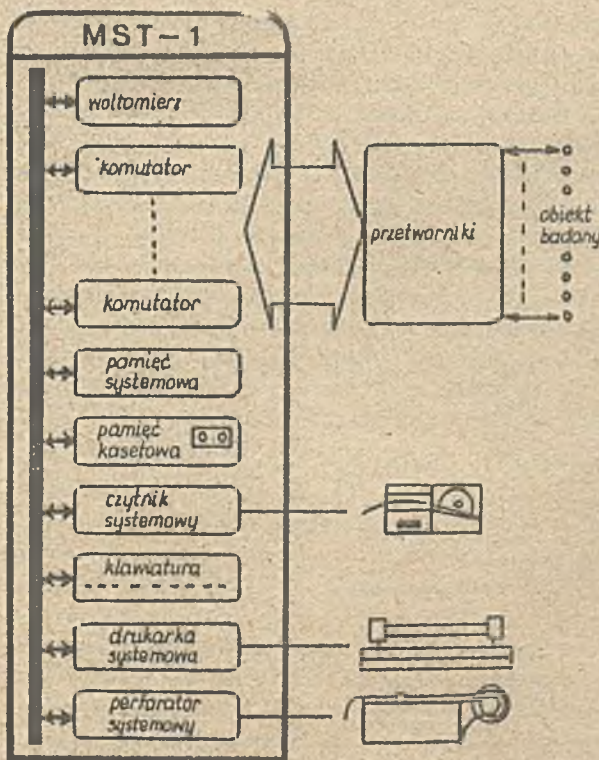 MST-1
woltomierz
komutator
komutator
przetworniki
obiekt
badany
pamięć
systemowa
pamięć
kasetowa
czytnik
systemowy
klawiatura
drukarka
systemowa
perforator
systemowy